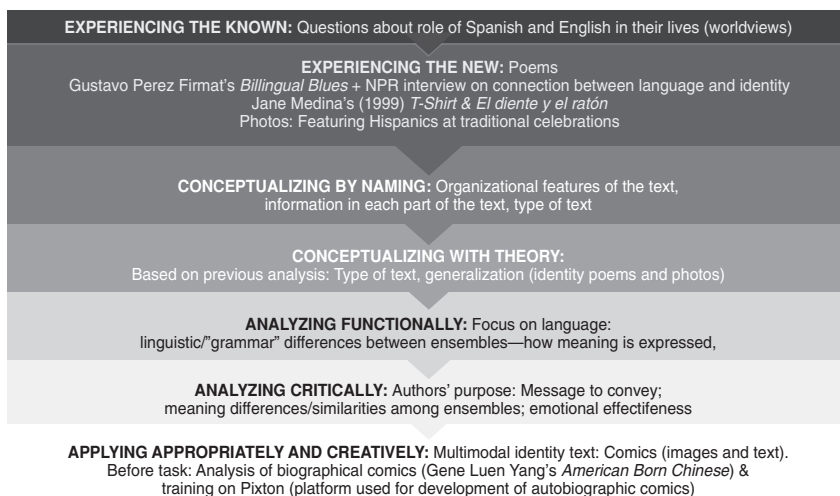 EXPERIENCING THE KNOWN: Questions about role of Spanish and English in their lives (worldviews)
EXPERIENCING THE NEW: Poems
Gustavo Perez Firmat's Billingual Blues + NPR interview on connection between language and identity
Jane Medina's (1999) T-Shirt & El diente y el ratón
Photos: Featuring Hispanics at traditional celebrations
CONCEPTUALIZING BY NAMING: Organizational features of the text,
information in each part of the text, type of text
CONCEPTUALIZING WITH THEORY:
Based on previous analysis: Type of text, generalization (identity poems and photos)
ANALYZING FUNCTIONALLY: Focus on language:
linguistic/"grammar" differences between ensembles—how meaning is expressed,
ANALYZING CRITICALLY: Authors' purpose: Message to convey;
meaning differences/similarities among ensembles; emotional effectifeness
APPLYING APPROPRIATELY AND CREATIVELY: Multimodal identity text: Comics (images and text).
Before task: Analysis of biographical comics (Gene Luen Yang's American Born Chinese) &
training on Pixton (platform used for development of autobiographic comics)